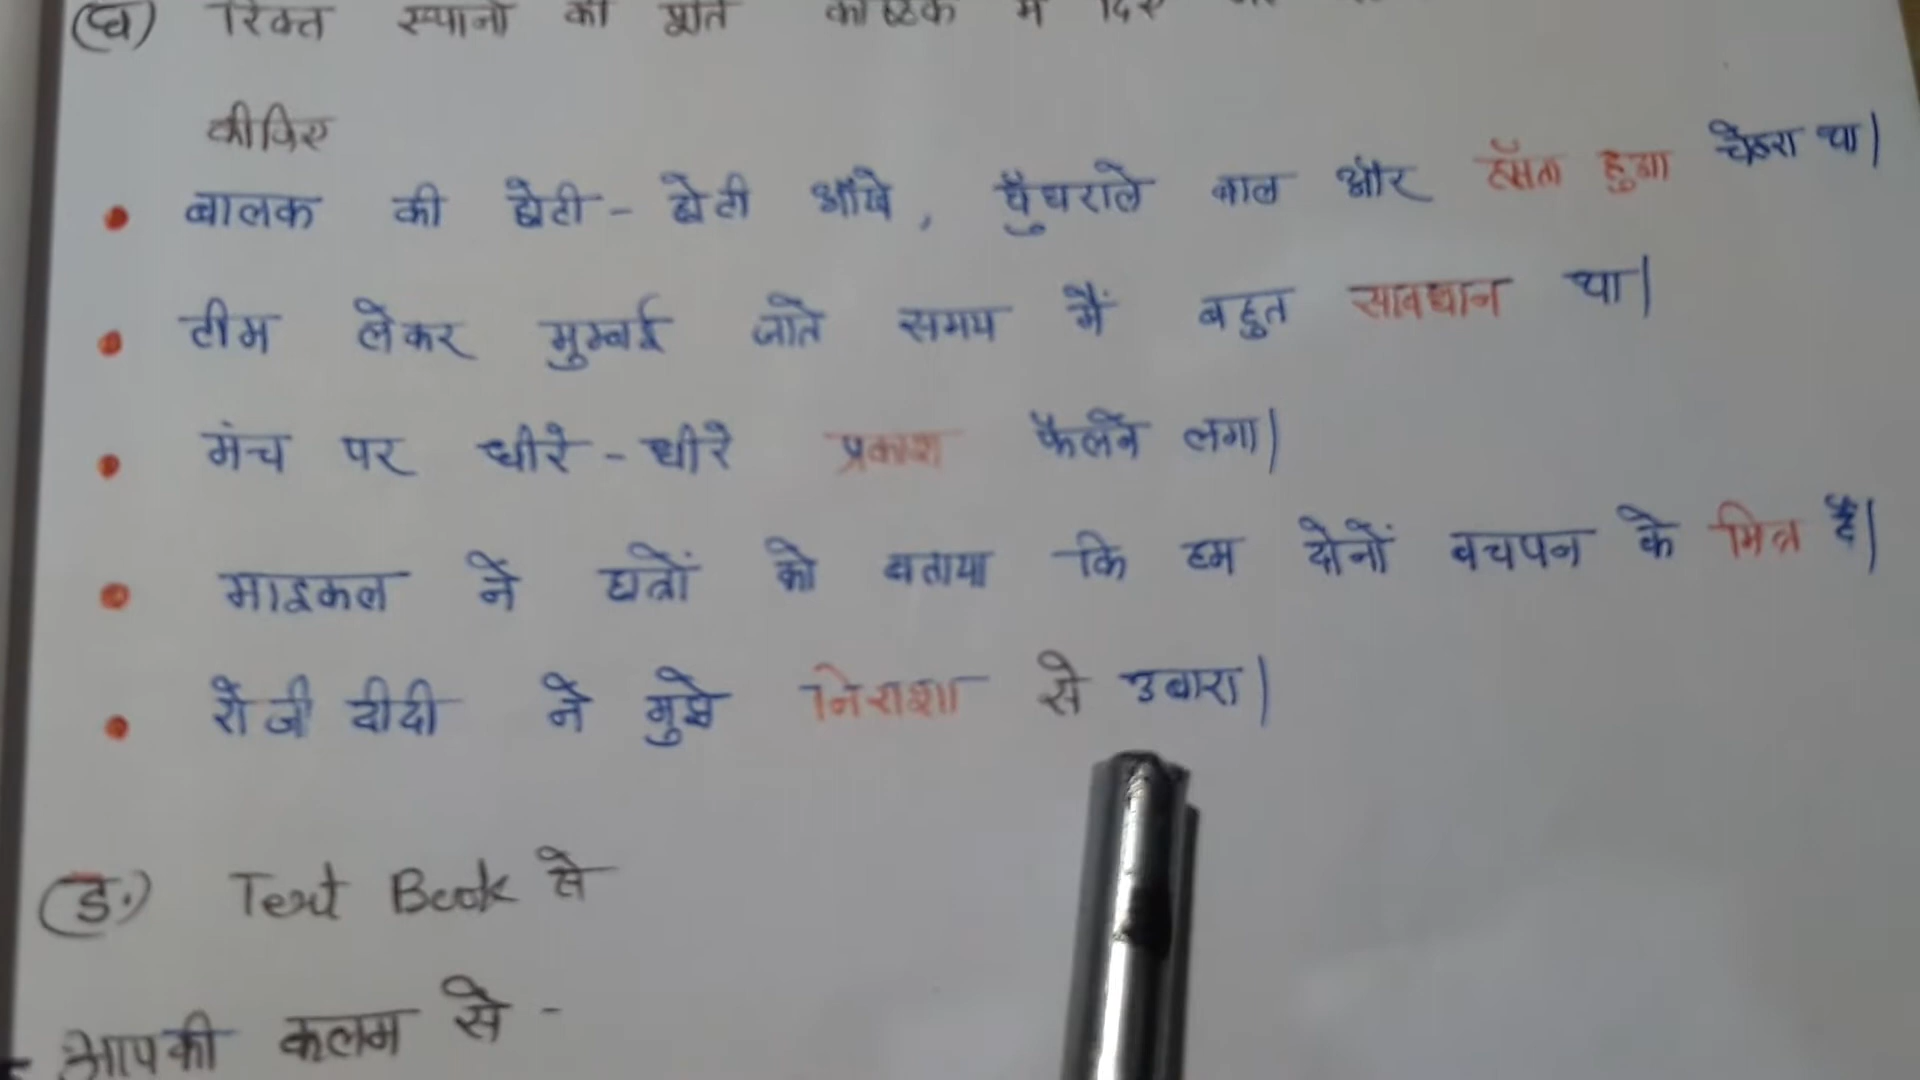 (घ) रिक्त स्थानों की पूर्ति कोष्ठक में दिए
कीजिए
• बालक की छोटी - छोटी आँखे, घुँघराले बाल और हँसता हुआ चेहरा था।
• टीम लेकर मुम्बई जाते समय मैं बहुत सावधान था।
• मंच पर धीरे - धीरे प्रकाश फैलने लगा।
• माइकल ने छात्रों को बताया कि हम दोनों बचपन के मित्र हैं।
• रोजी दीदी ने मुझे निराशा से उबारा।
(ङ) Text Book से
आपकी कलम से -